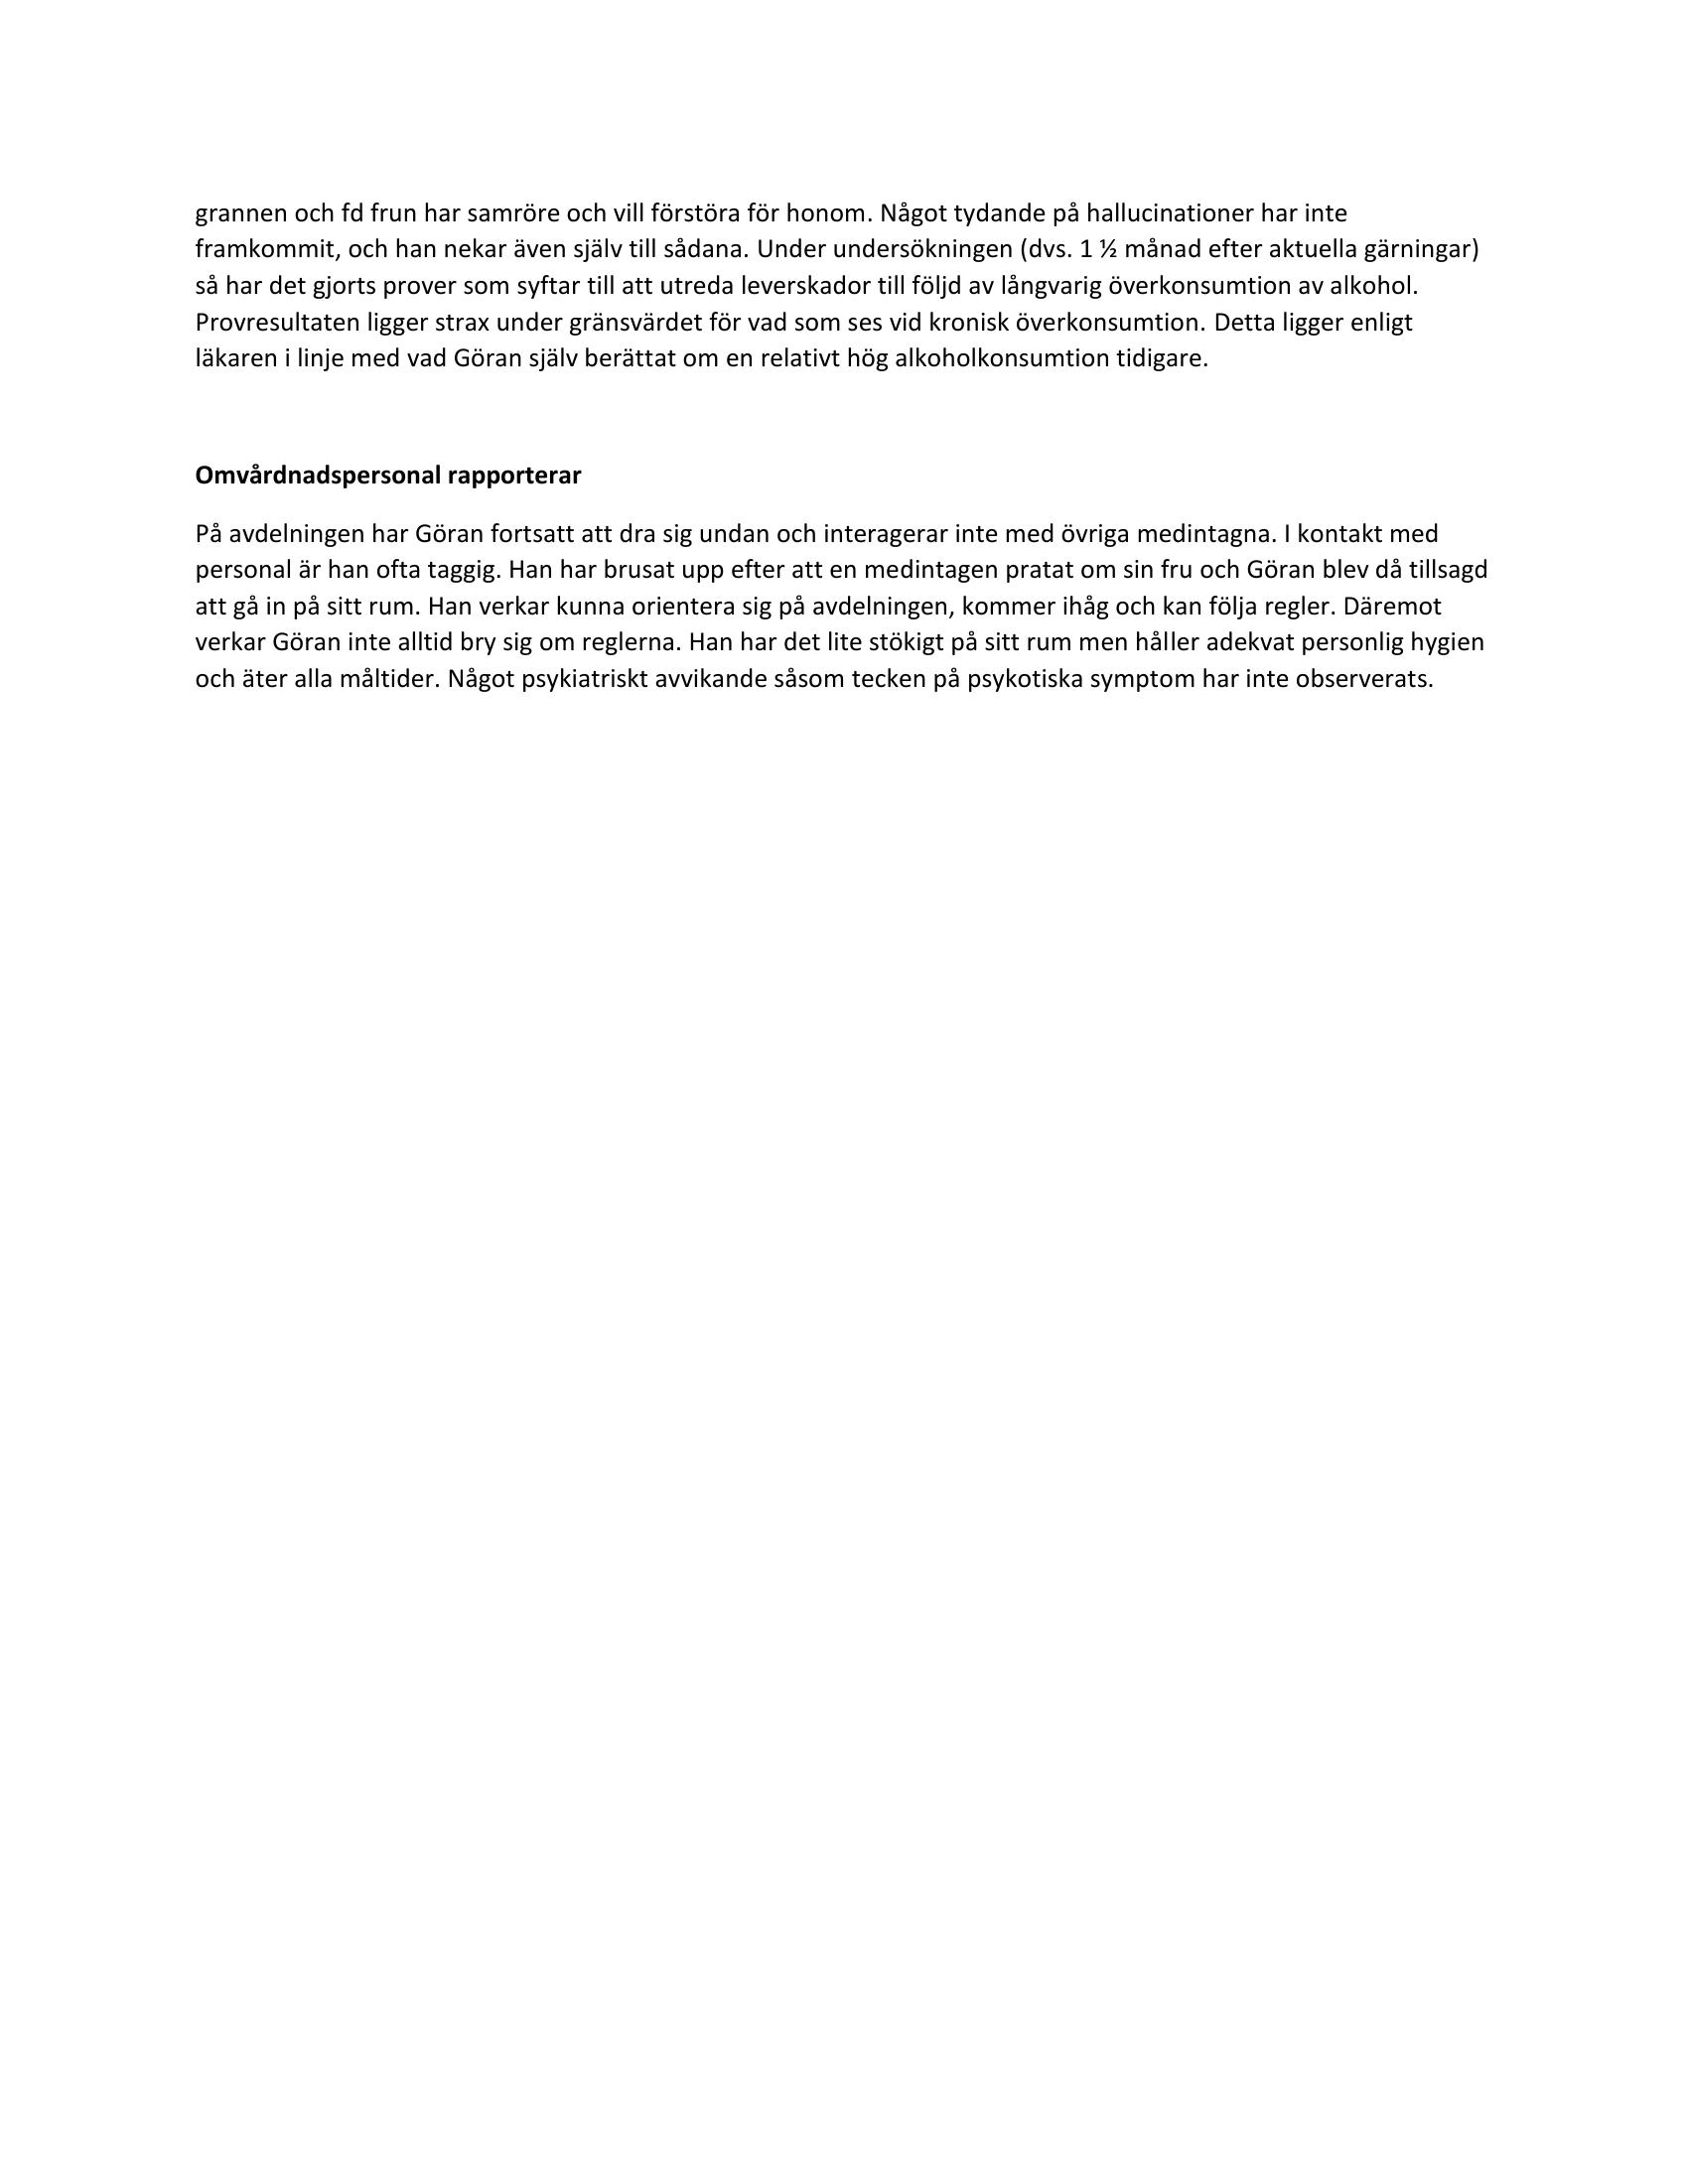 grannen och fd frun har samröre och vill förstöra för honom. Något tydande på hallucinationer har inte
framkommit, och han nekar även själv till sådana. Under undersökningen (dvs. 1 ½ månad efter aktuella gärningar)
så har det gjorts prover som syftar till att utreda leverskador till följd av långvarig överkonsumtion av alkohol.
Provresultaten ligger strax under gränsvärdet för vad som ses vid kronisk överkonsumtion. Detta ligger enligt
läkaren i linje med vad Göran själv berättat om en relativt hög alkoholkonsumtion tidigare.
Omvårdnadspersonal rapporterar
På avdelningen har Göran fortsatt att dra sig undan och interagerar inte med övriga medintagna. I kontakt med
personal är han ofta taggig. Han har brusat upp efter att en medintagen pratat om sin fru och Göran blev då tillsagd
att gå in på sitt rum. Han verkar kunna orientera sig på avdelningen, kommer ihåg och kan följa regler. Däremot
verkar Göran inte alltid bry sig om reglerna. Han har det lite stökigt på sitt rum men håller adekvat personlig hygien
och äter alla måltider. Något psykiatriskt avvikande såsom tecken på psykotiska symptom har inte observerats.